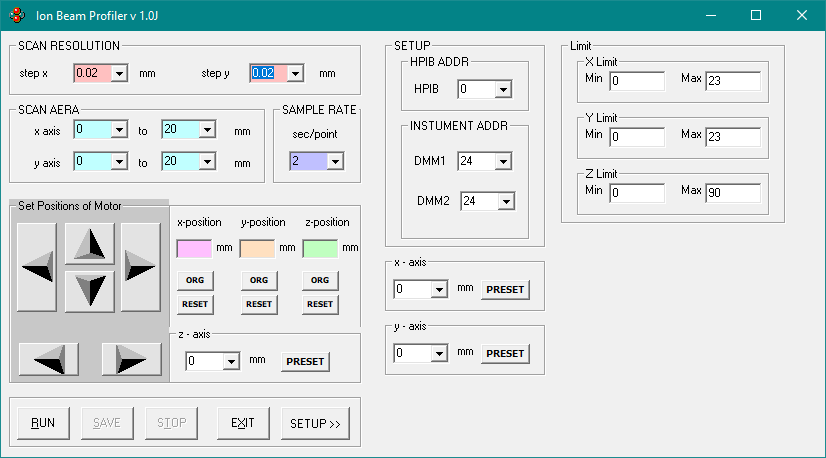 Ion Beam Profiler v 1.0J
SCAN RESOLUTION
step x 0.02 mm step y 0.02 mm
SCAN AERA
x axis 0 to 20 mm
y axis 0 to 20 mm
SAMPLE RATE
sec/point
2
Set Positions of Motor
x-position y-position z-position
mm mm mm
ORG ORG ORG
RESET RESET RESET
z - axis
0 mm PRESET
RUN SAVE STOP EXIT SETUP >>
SETUP
HPIB ADDR
HPIB 0
INSTUMENT ADDR
DMM1 24
DMM2 24
x - axis
0 mm PRESET
y - axis
0 mm PRESET
Limit
X Limit
Min 0 Max 23
Y Limit
Min 0 Max 23
Z Limit
Min 0 Max 90